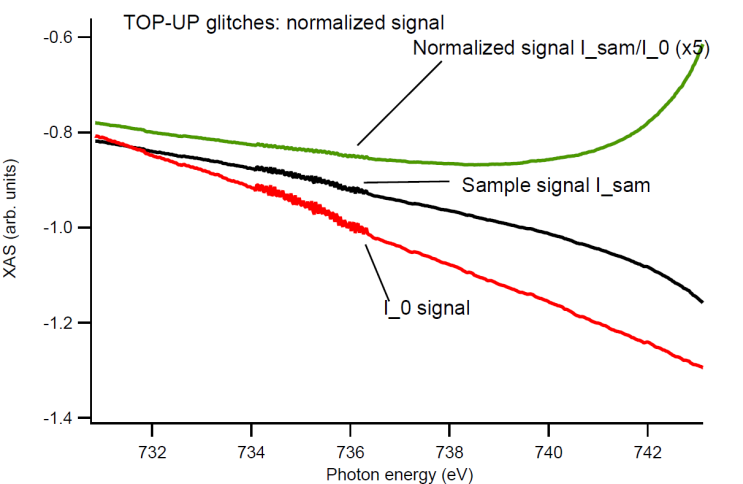 TOP-UP glitches: normalized signal
Normalized signal I_sam/I_0 (x5)
Sample signal I_sam
I_0 signal
XAS (arb. units)
-0.6
-0.8
-1.0
-1.2
-1.4
732 734 736 738 740 742
Photon energy (eV)